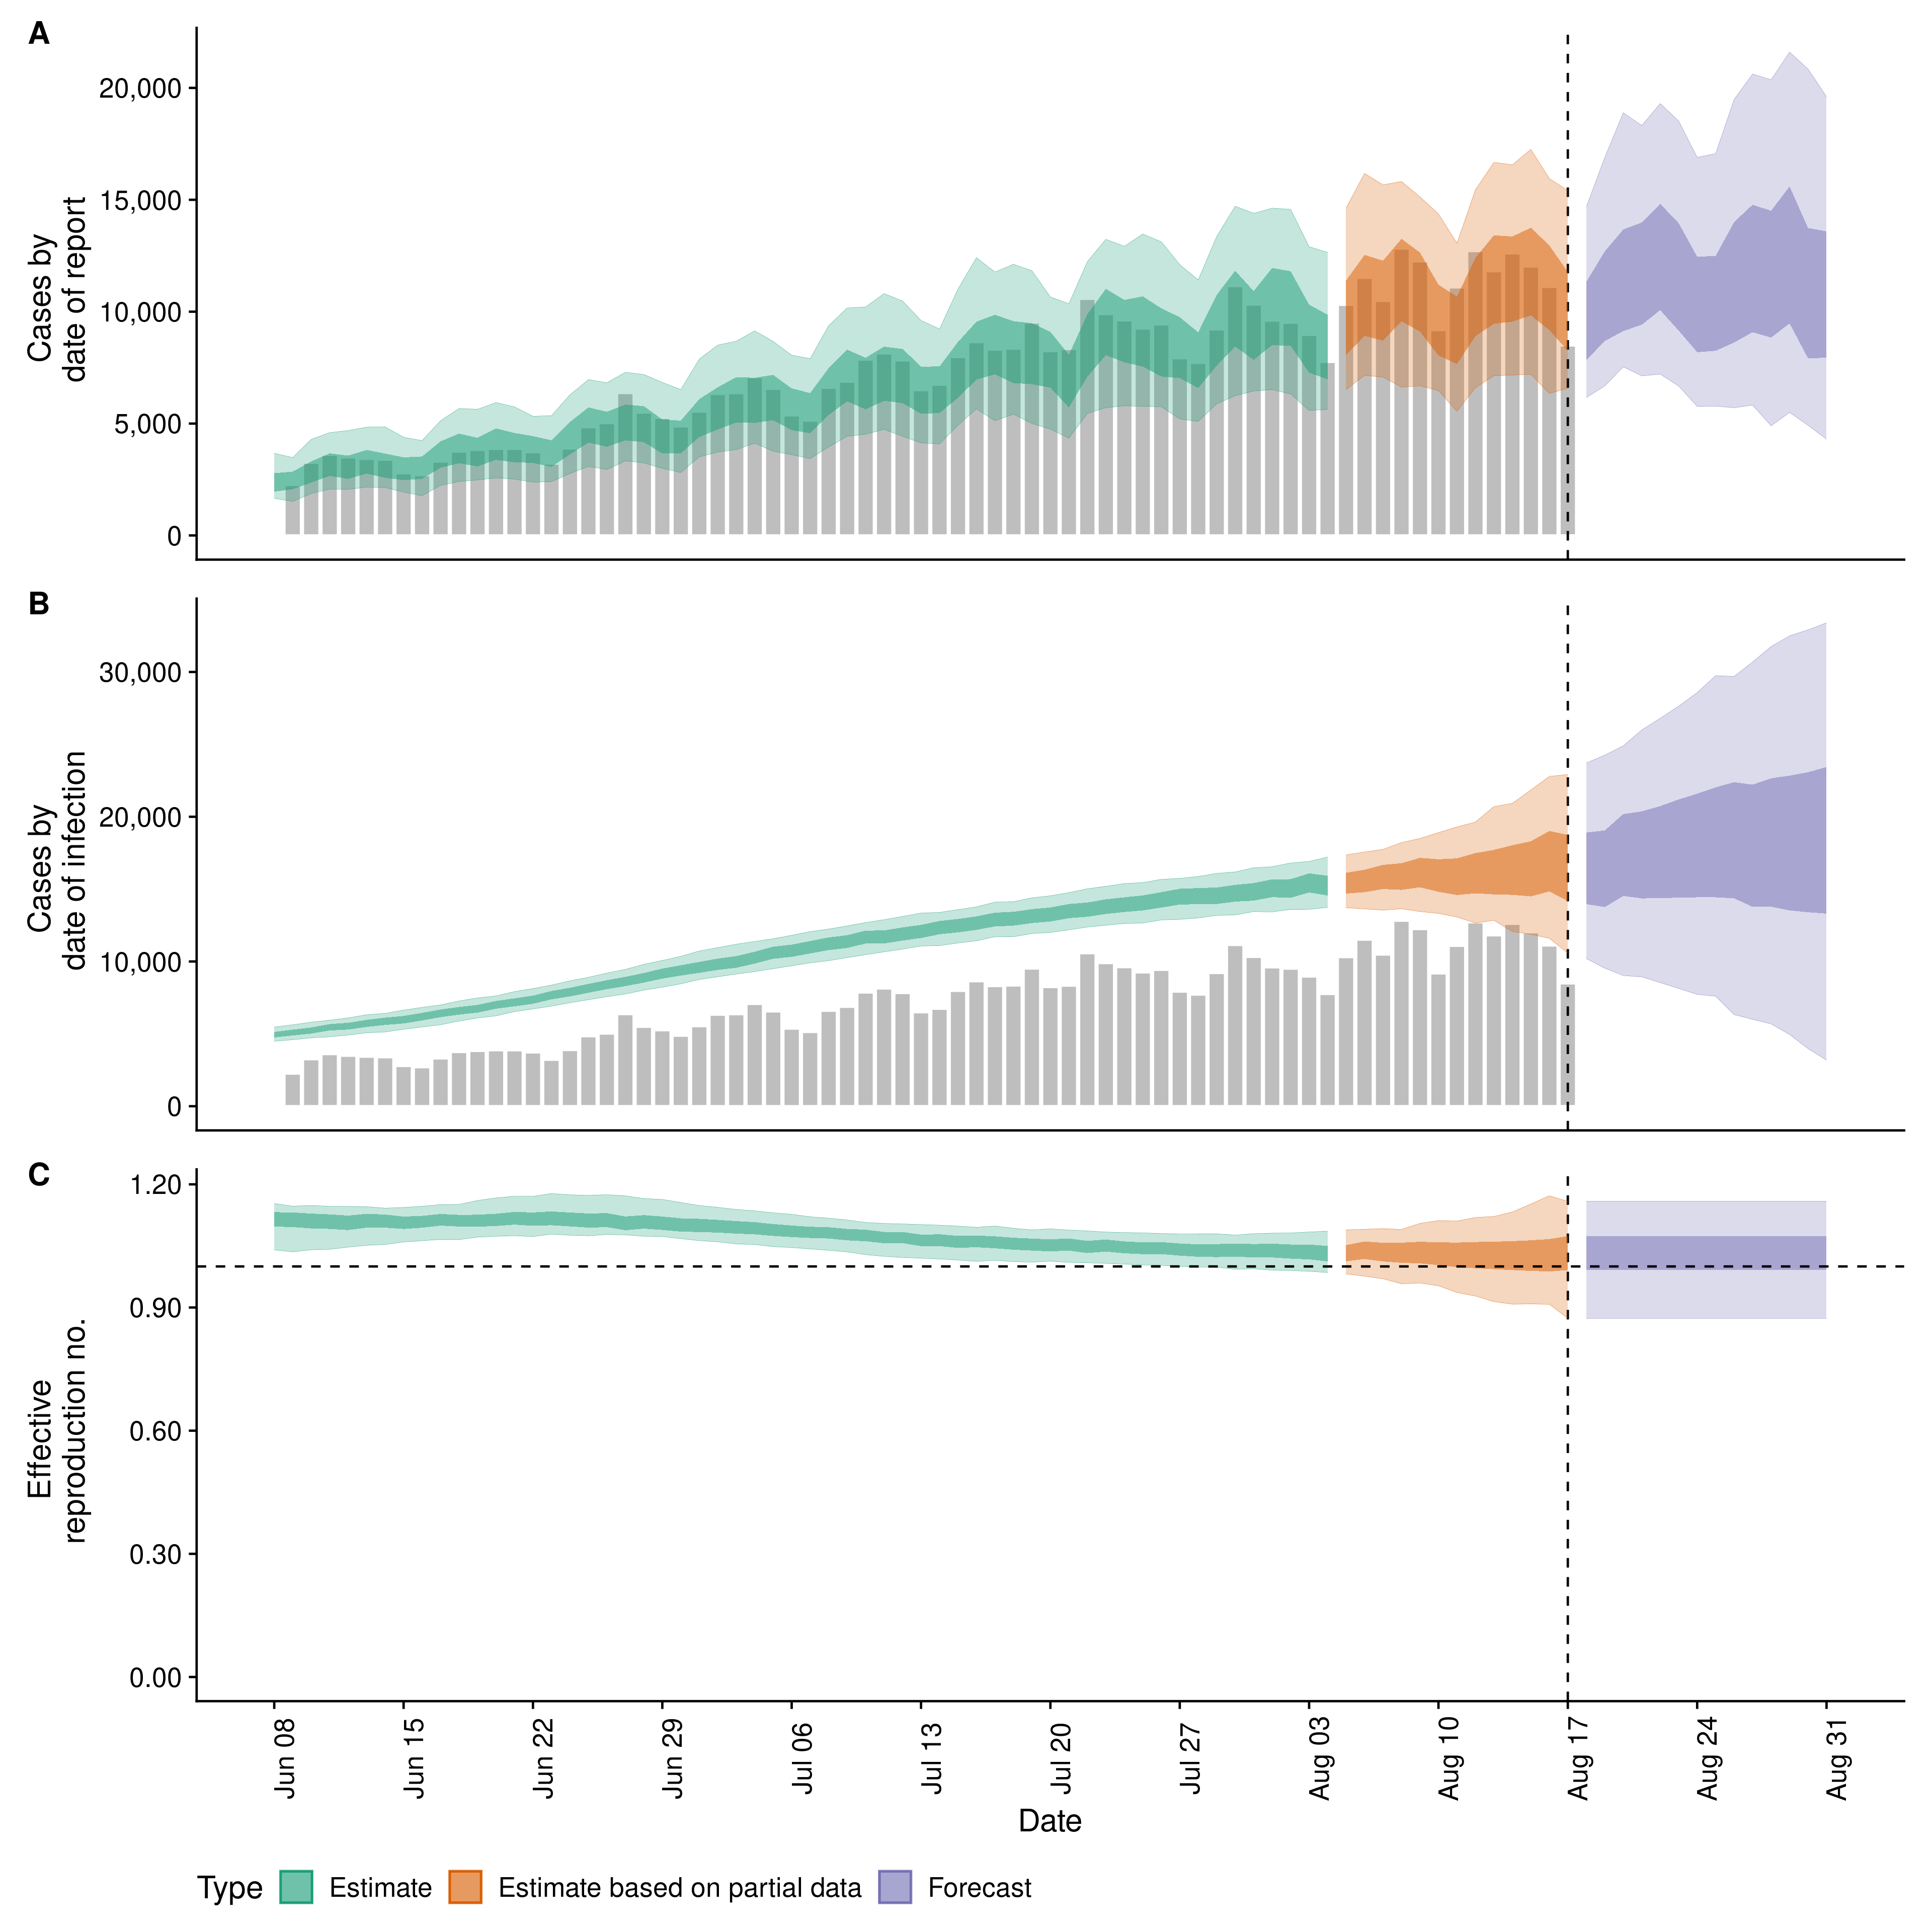 A
Cases by
date of report
20,000
15,000
10,000
5,000
0
B
Cases by
date of infection
30,000
20,000
10,000
0
C
Effective
reproduction no.
1.20
0.90
0.60
0.30
0.00
Jun 08
Jun 15
Jun 22
Jun 29
Jul 06
Jul 13
Jul 20
Jul 27
Aug 03
Aug 10
Aug 17
Aug 24
Aug 31
Date
Type Estimate Estimate based on partial data Forecast